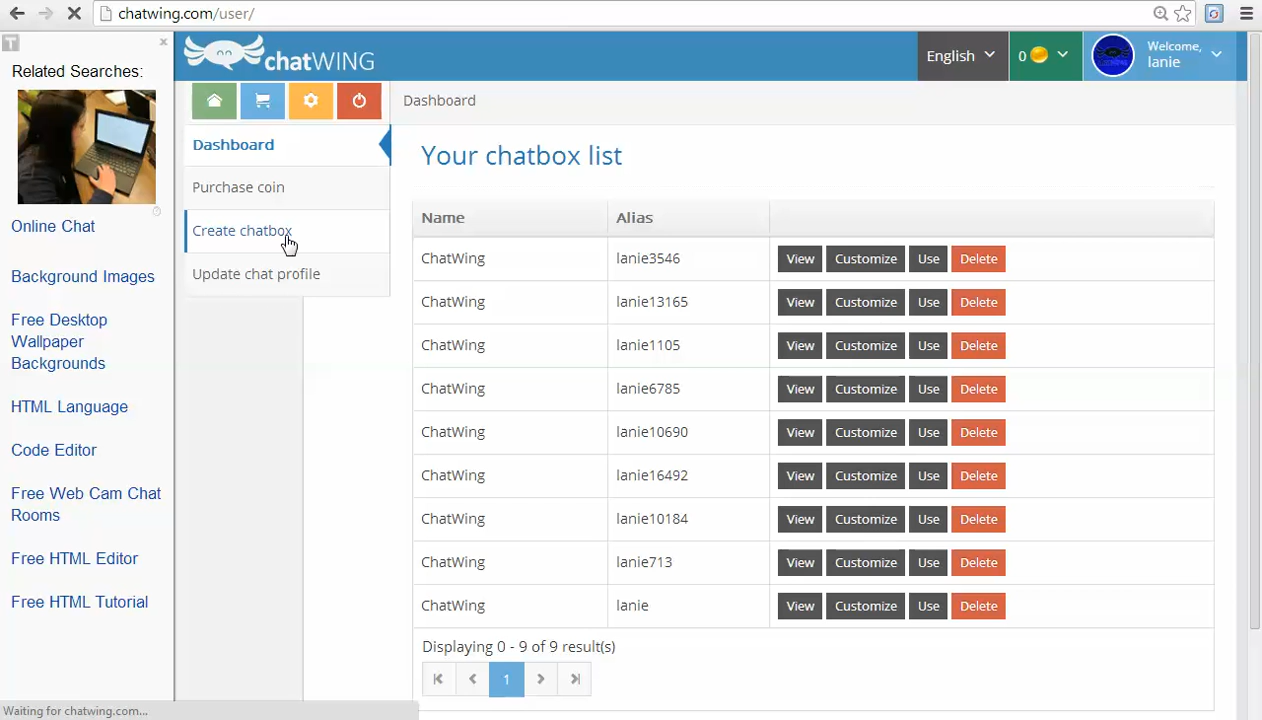 chatwing.com/user/
T
Related Searches:
Online Chat
Background Images
Free Desktop
Wallpaper
Backgrounds
HTML Language
Code Editor
Free Web Cam Chat
Rooms
Free HTML Editor
Free HTML Tutorial
chatWING
English
0
Welcome,
lanie
Dashboard
Dashboard
Purchase coin
Create chatbox
Update chat profile
Your chatbox list
Name Alias
ChatWing lanie3546 View Customize Use Delete
ChatWing lanie13165 View Customize Use Delete
ChatWing lanie1105 View Customize Use Delete
ChatWing lanie6785 View Customize Use Delete
ChatWing lanie10690 View Customize Use Delete
ChatWing lanie16492 View Customize Use Delete
ChatWing lanie10184 View Customize Use Delete
ChatWing lanie713 View Customize Use Delete
ChatWing lanie View Customize Use Delete
Displaying 0 - 9 of 9 result(s)
1
Waiting for chatwing.com...